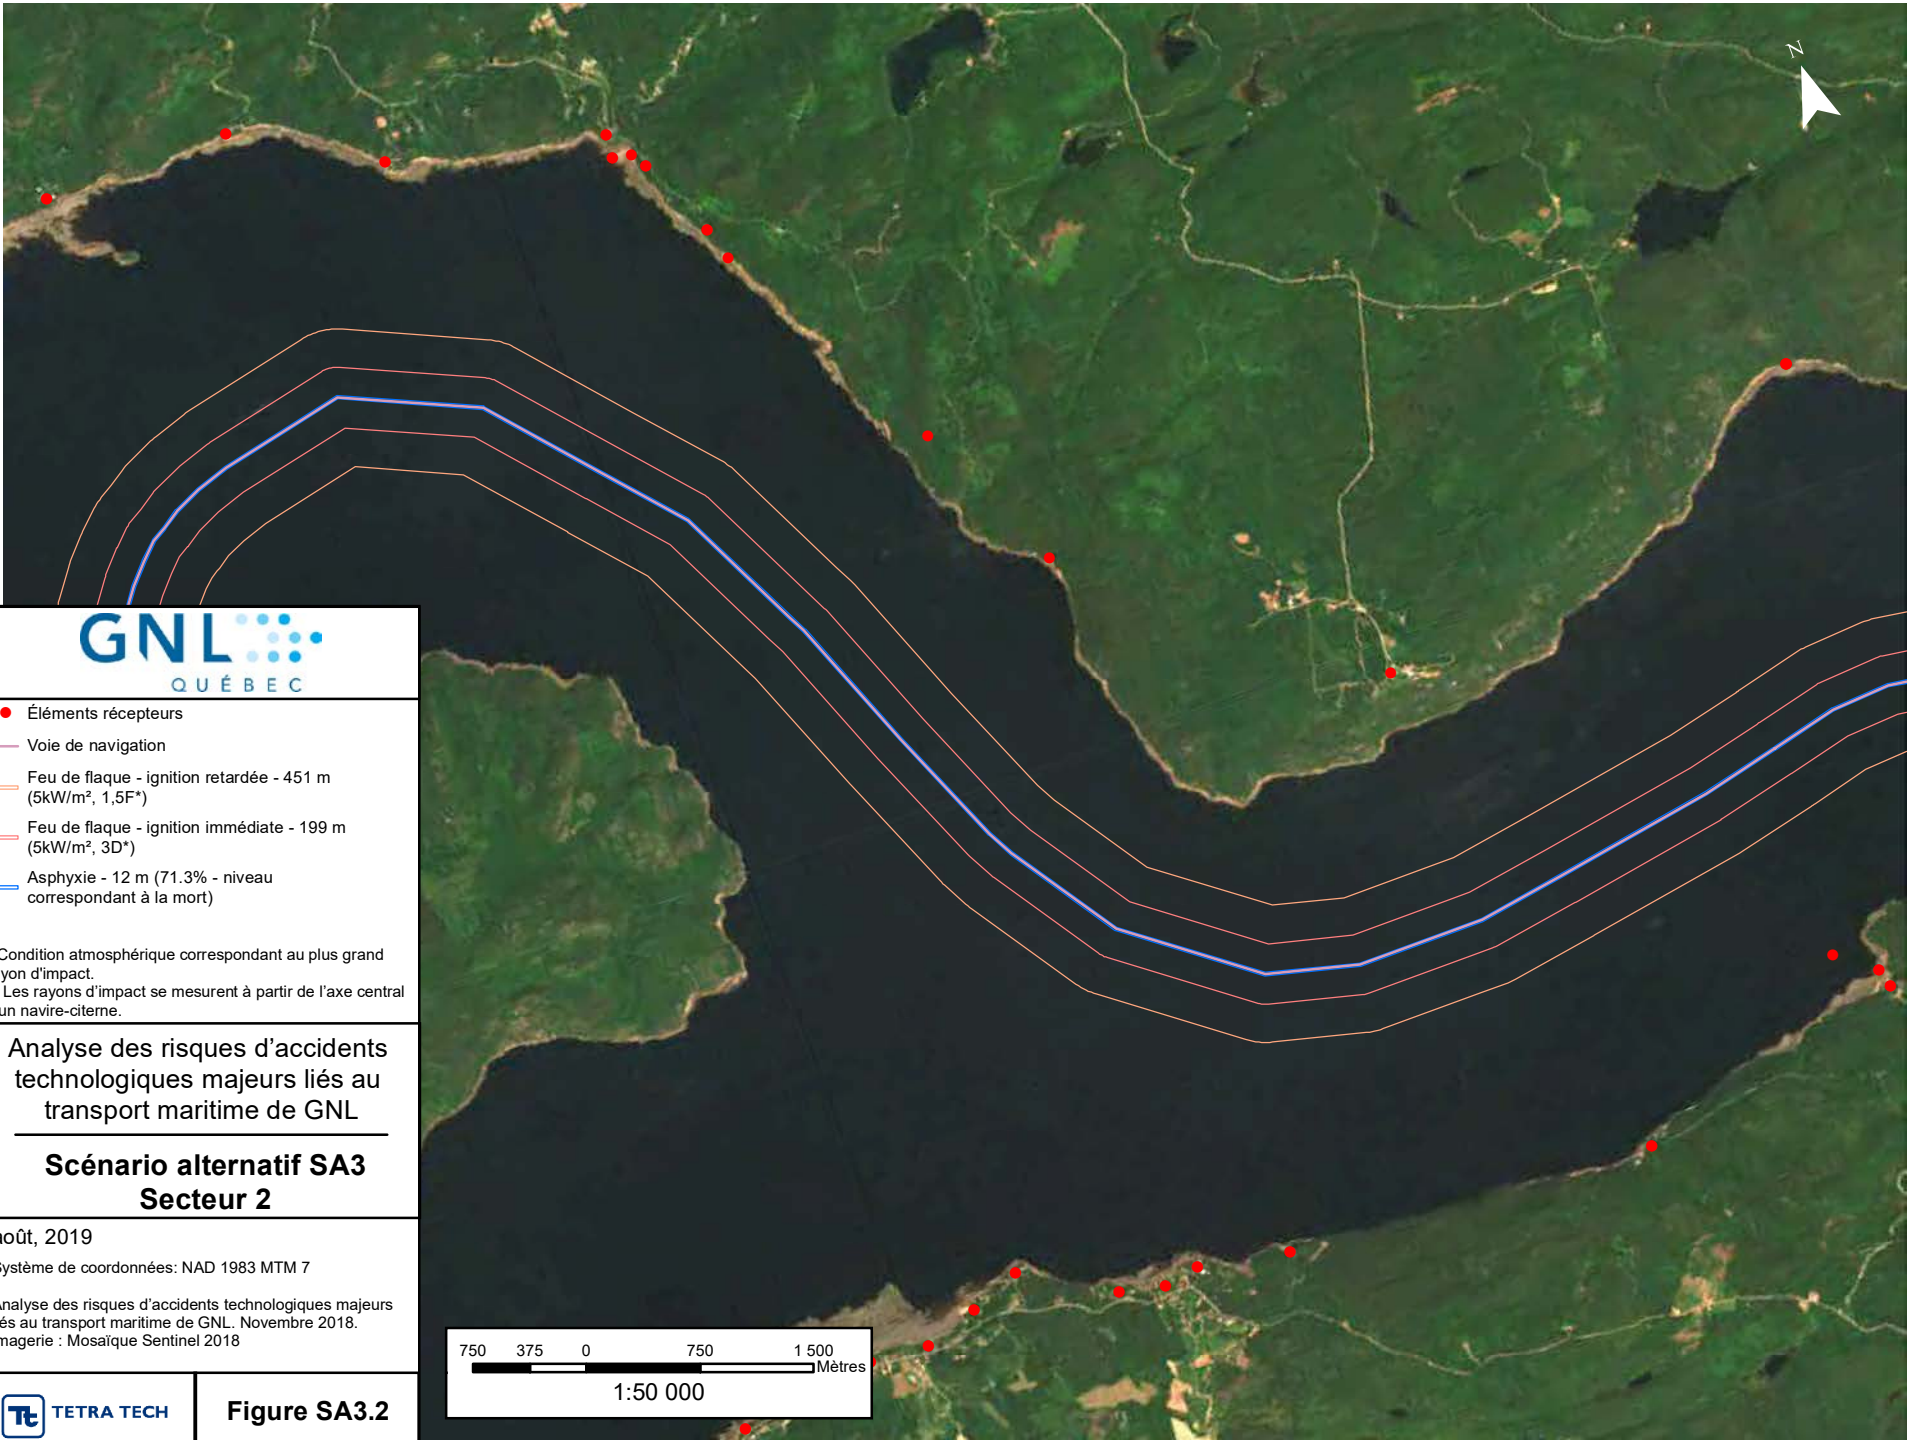 N
GNL
QUÉBEC
Éléments récepteurs
Voie de navigation
Feu de flaque - ignition retardée - 451 m
(5kW/m², 1,5F*)
Feu de flaque - ignition immédiate - 199 m
(5kW/m², 3D*)
Asphyxie - 12 m (71.3% - niveau
correspondant à la mort)
Condition atmosphérique correspondant au plus grand
yon d'impact.
Les rayons d'impact se mesurent à partir de l'axe central
un navire-citerne.
Analyse des risques d'accidents
technologiques majeurs liés au
transport maritime de GNL
Scénario alternatif SA3
Secteur 2
août, 2019
Système de coordonnées: NAD 1983 MTM 7
Analyse des risques d'accidents technologiques majeurs
és au transport maritime de GNL. Novembre 2018.
magerie : Mosaïque Sentinel 2018
Tt TETRA TECH
Figure SA3.2
750 375 0 750 1 500
Mètres
1:50 000